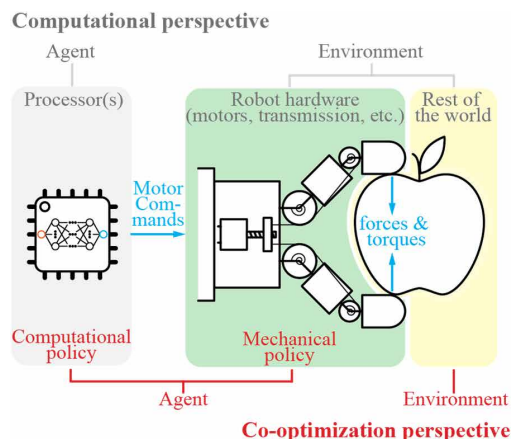 Computational perspective
Agent
Environment
Processor(s)
Robot hardware
(motors, transmission, etc.)
Rest of
the world
Motor
Com-
mands
forces &
torques
Computational
policy
Mechanical
policy
Agent
Environment
Co-optimization perspective